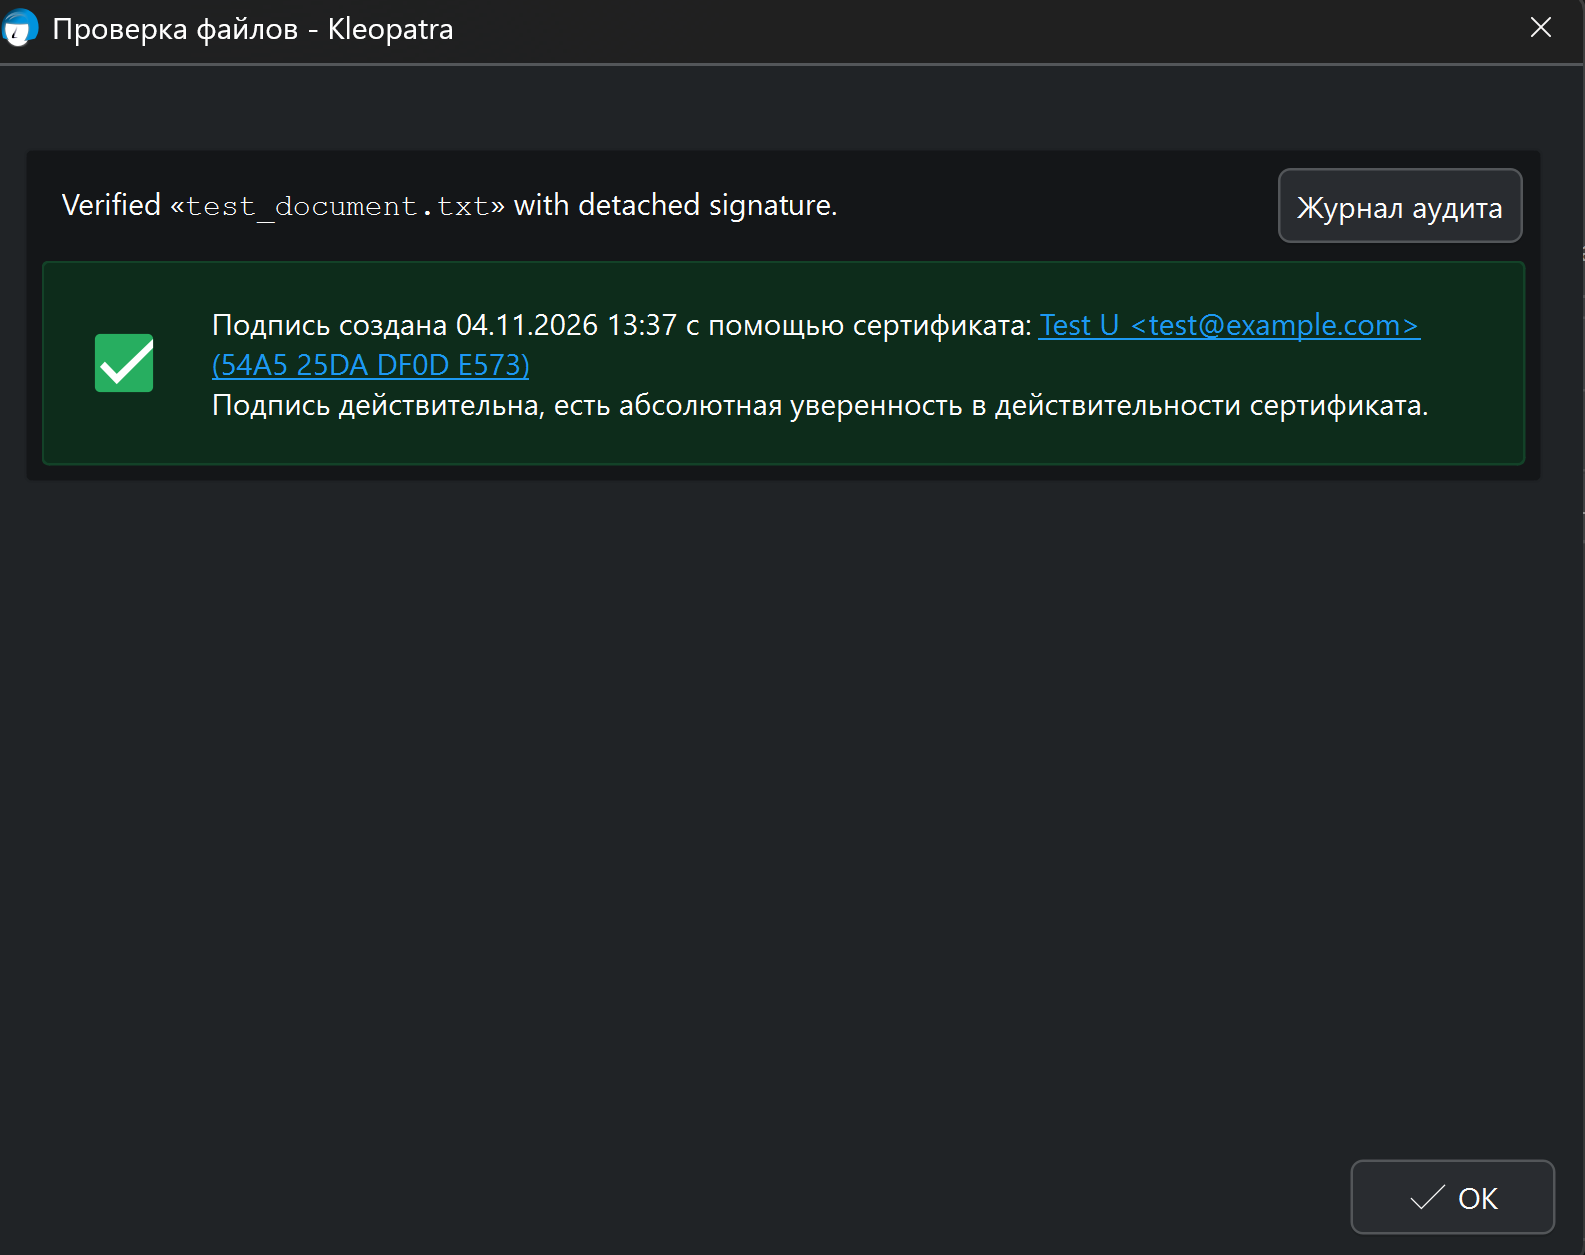 Проверка файлов - Kleopatra
Verified «test_document.txt» with detached signature.
Журнал аудита
Подпись создана 04.11.2026 13:37 с помощью сертификата: Test U <test@example.com>
(54A5 25DA DF0D E573)
Подпись действительна, есть абсолютная уверенность в действительности сертификата.
OK